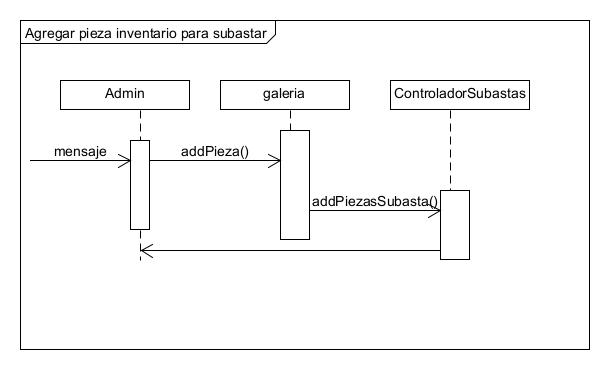 Agregar pieza inventario para subastar
Admin
galeria
ControladorSubastas
mensaje
addPieza()
addPiezasSubasta()